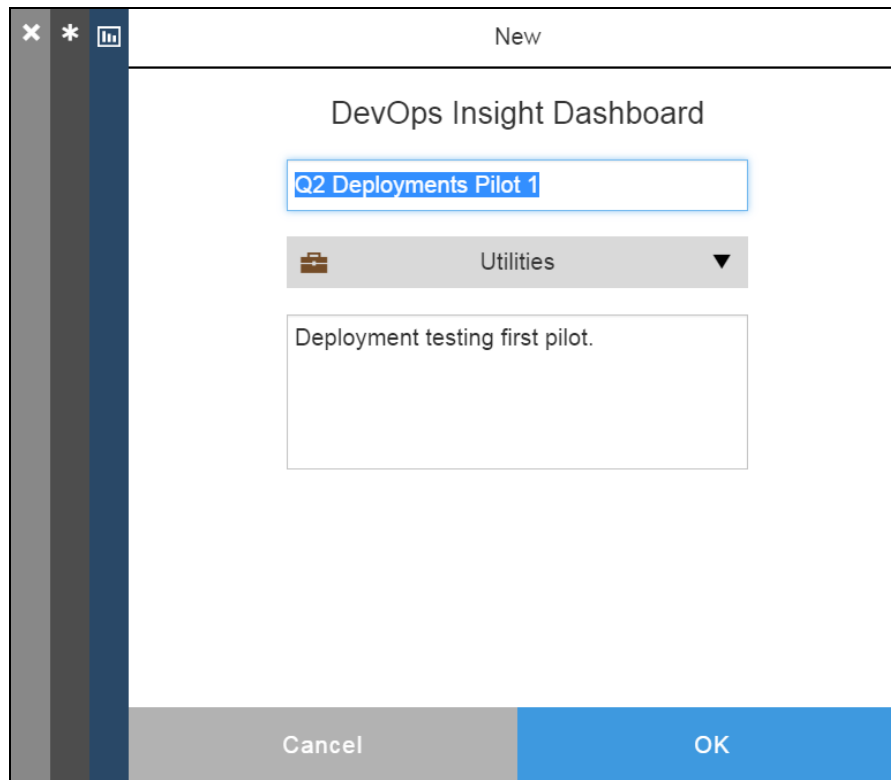 New
DevOps Insight Dashboard
Q2 Deployments Pilot 1
Utilities
Deployment testing first pilot.
Cancel
OK